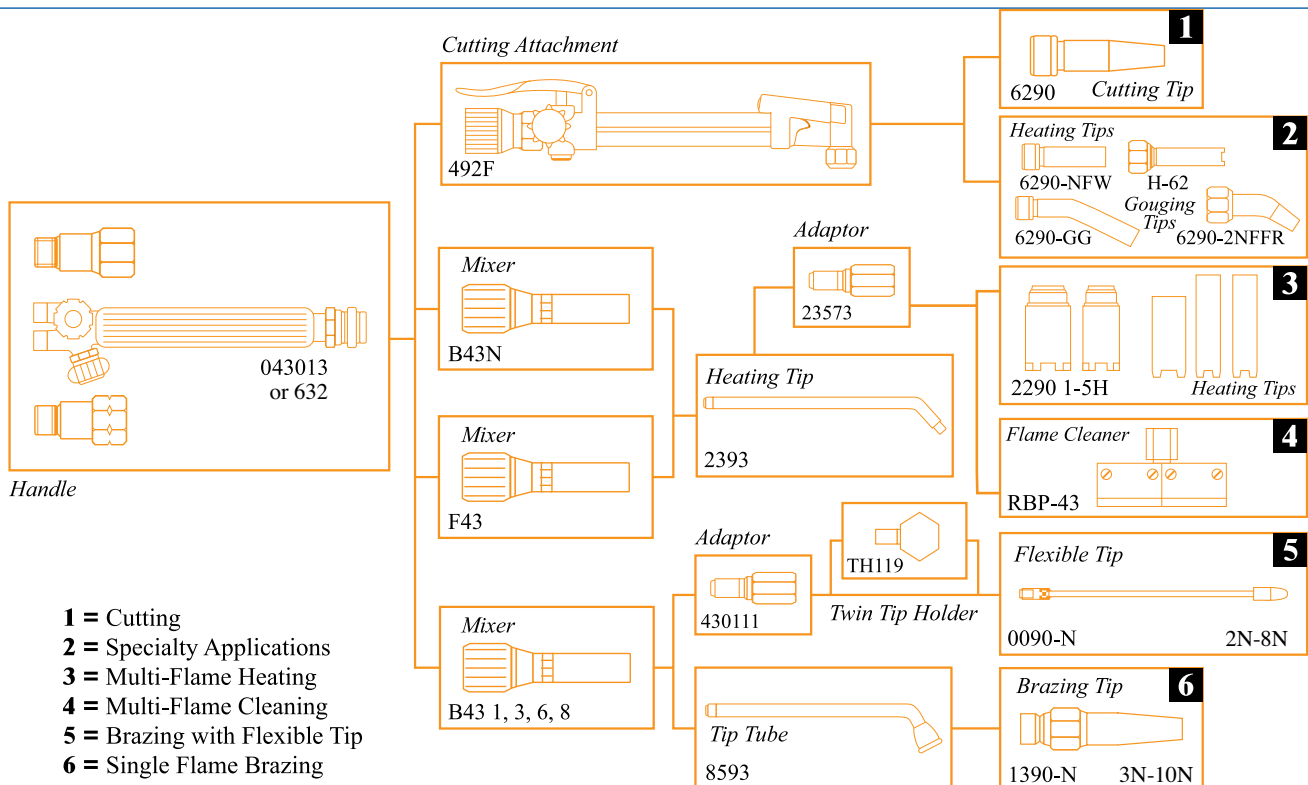 Cutting Attachment
492F
1
6290
Cutting Tip
Heating Tips
2
6290-NFW
H-62
Gouging
Tips
6290-GG
6290-2NFFR
043013
or 632
Handle
Mixer
B43N
Adaptor
23573
3
2290 1-5H
Heating Tips
Heating Tip
2393
Mixer
F43
Flame Cleaner
4
RBP-43
Adaptor
430111
TH119
Twin Tip Holder
Flexible Tip
5
0090-N
2N-8N
Mixer
B43 1, 3, 6, 8
Tip Tube
8593
Brazing Tip
6
1390-N
3N-10N
1 = Cutting
2 = Specialty Applications
3 = Multi-Flame Heating
4 = Multi-Flame Cleaning
5 = Brazing with Flexible Tip
6 = Single Flame Brazing